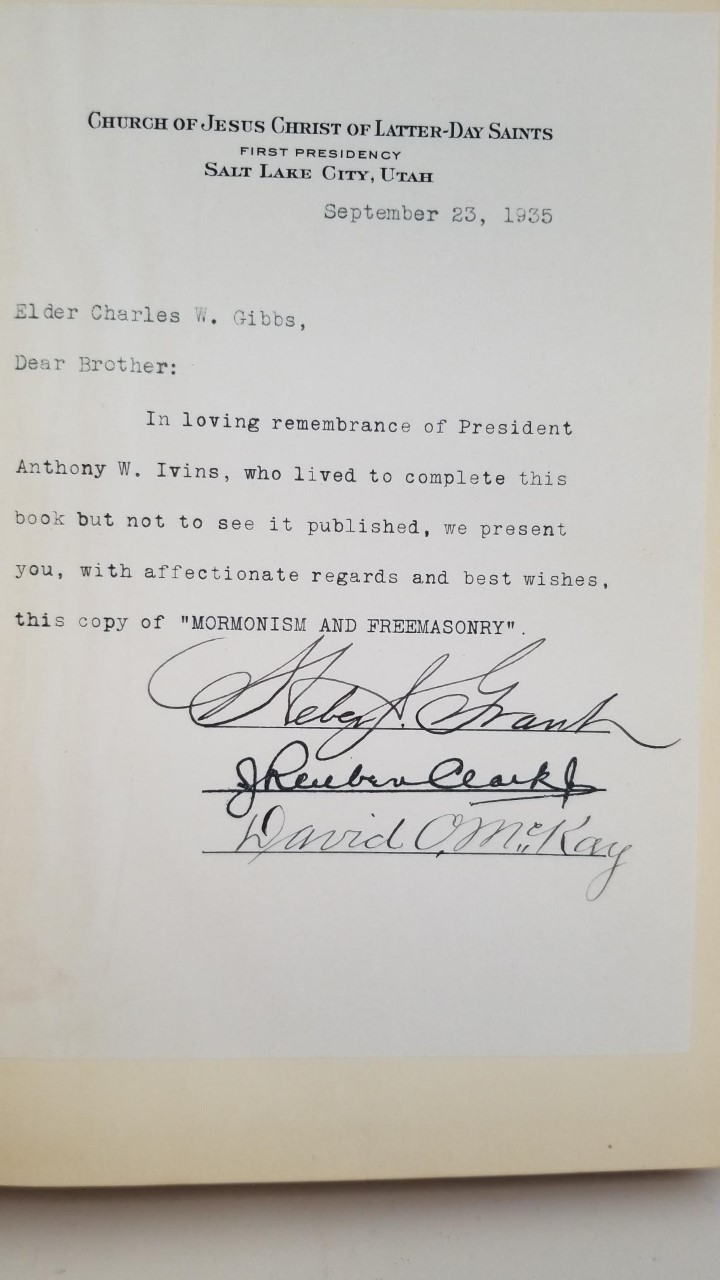 CHURCH OF JESUS CHRIST OF LATTER-DAY SAINTS
FIRST PRESIDENCY
SALT LAKE CITY, UTAH
September 23, 1935
Elder Charles W. Gibbs,
Dear Brother:
In loving remembrance of President
Anthony W. Ivins, who lived to complete this
book but not to see it published, we present
you, with affectionate regards and best wishes,
this copy of "MORMONISM AND FREEMASONRY".
Heber J. Grant
J Reuben Clark Jr
David O. McKay